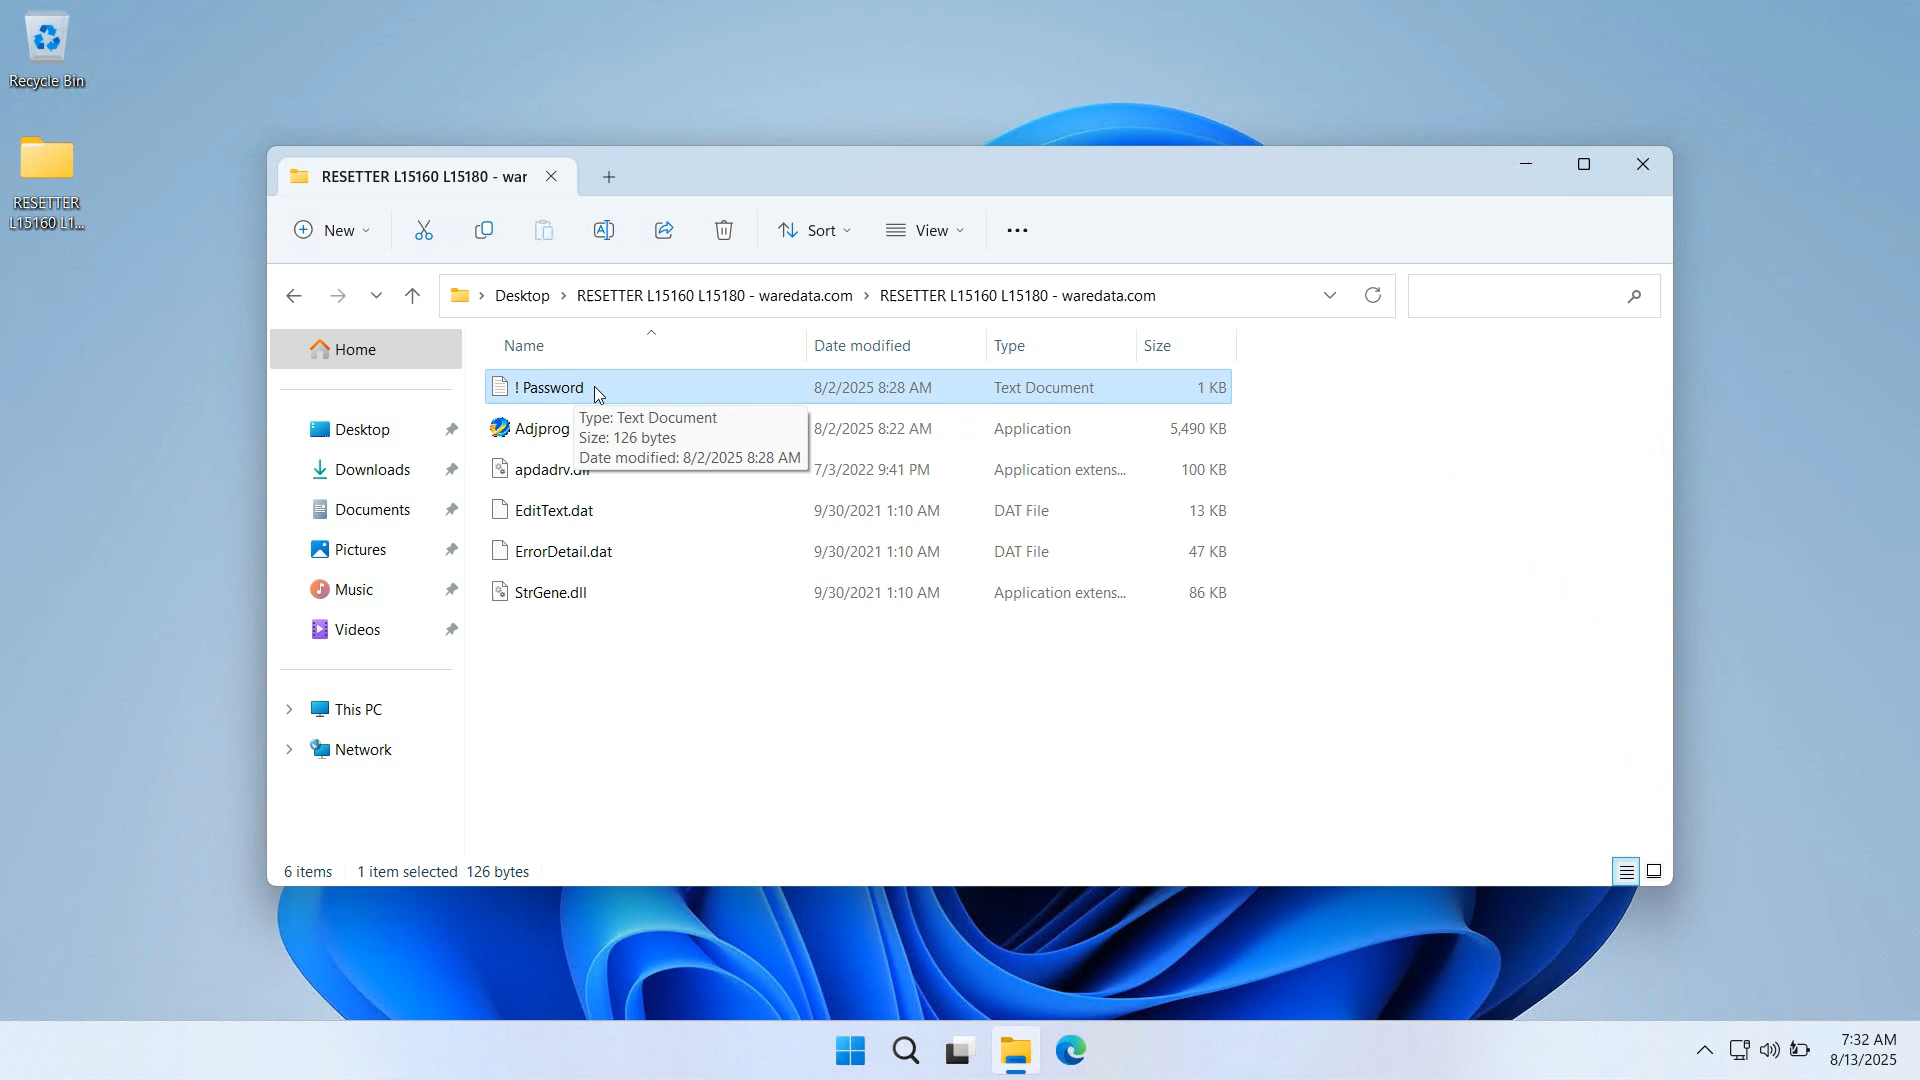 Recycle Bin
RESETTER
L15160 L1...
RESETTER L15160 L15180 - war
New
Sort
View
Desktop
RESETTER L15160 L15180 - waredata.com
RESETTER L15160 L15180 - waredata.com
Home
Desktop
Downloads
Documents
Pictures
Music
Videos
This PC
Network
Name Date modified Type Size
! Password 8/2/2025 8:28 AM Text Document 1 KB
Adjprog 8/2/2025 8:22 AM Application 5,490 KB
apdadrv.dll 7/3/2022 9:41 PM Application extens... 100 KB
EditText.dat 9/30/2021 1:10 AM DAT File 13 KB
ErrorDetail.dat 9/30/2021 1:10 AM DAT File 47 KB
StrGene.dll 9/30/2021 1:10 AM Application extens... 86 KB
Type: Text Document
Size: 126 bytes
Date modified: 8/2/2025 8:28 AM
6 items 1 item selected 126 bytes
7:32 AM
8/13/2025